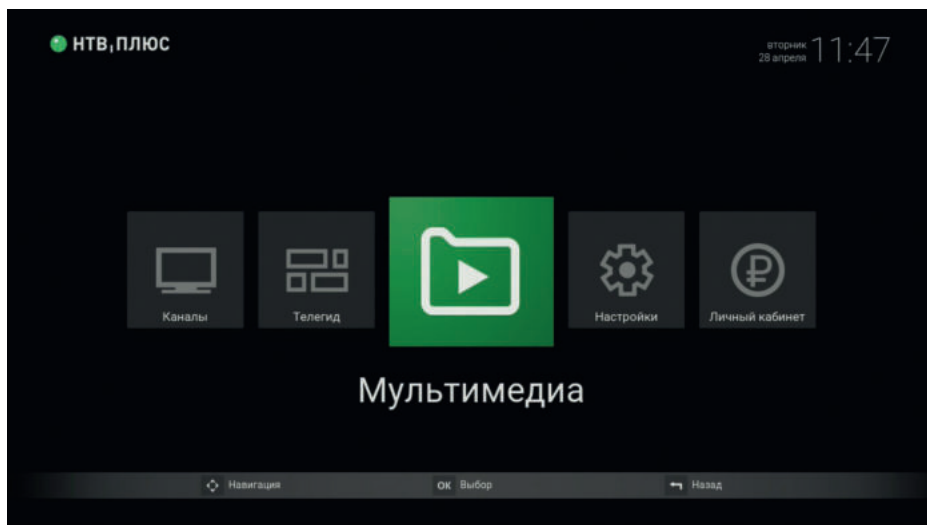 НТВ ПЛЮС
вторник
28 апреля
11:47
Каналы
Телегид
Настройки
Личный кабинет
Мультимедиа
Навигация
OK Выбор
Назад